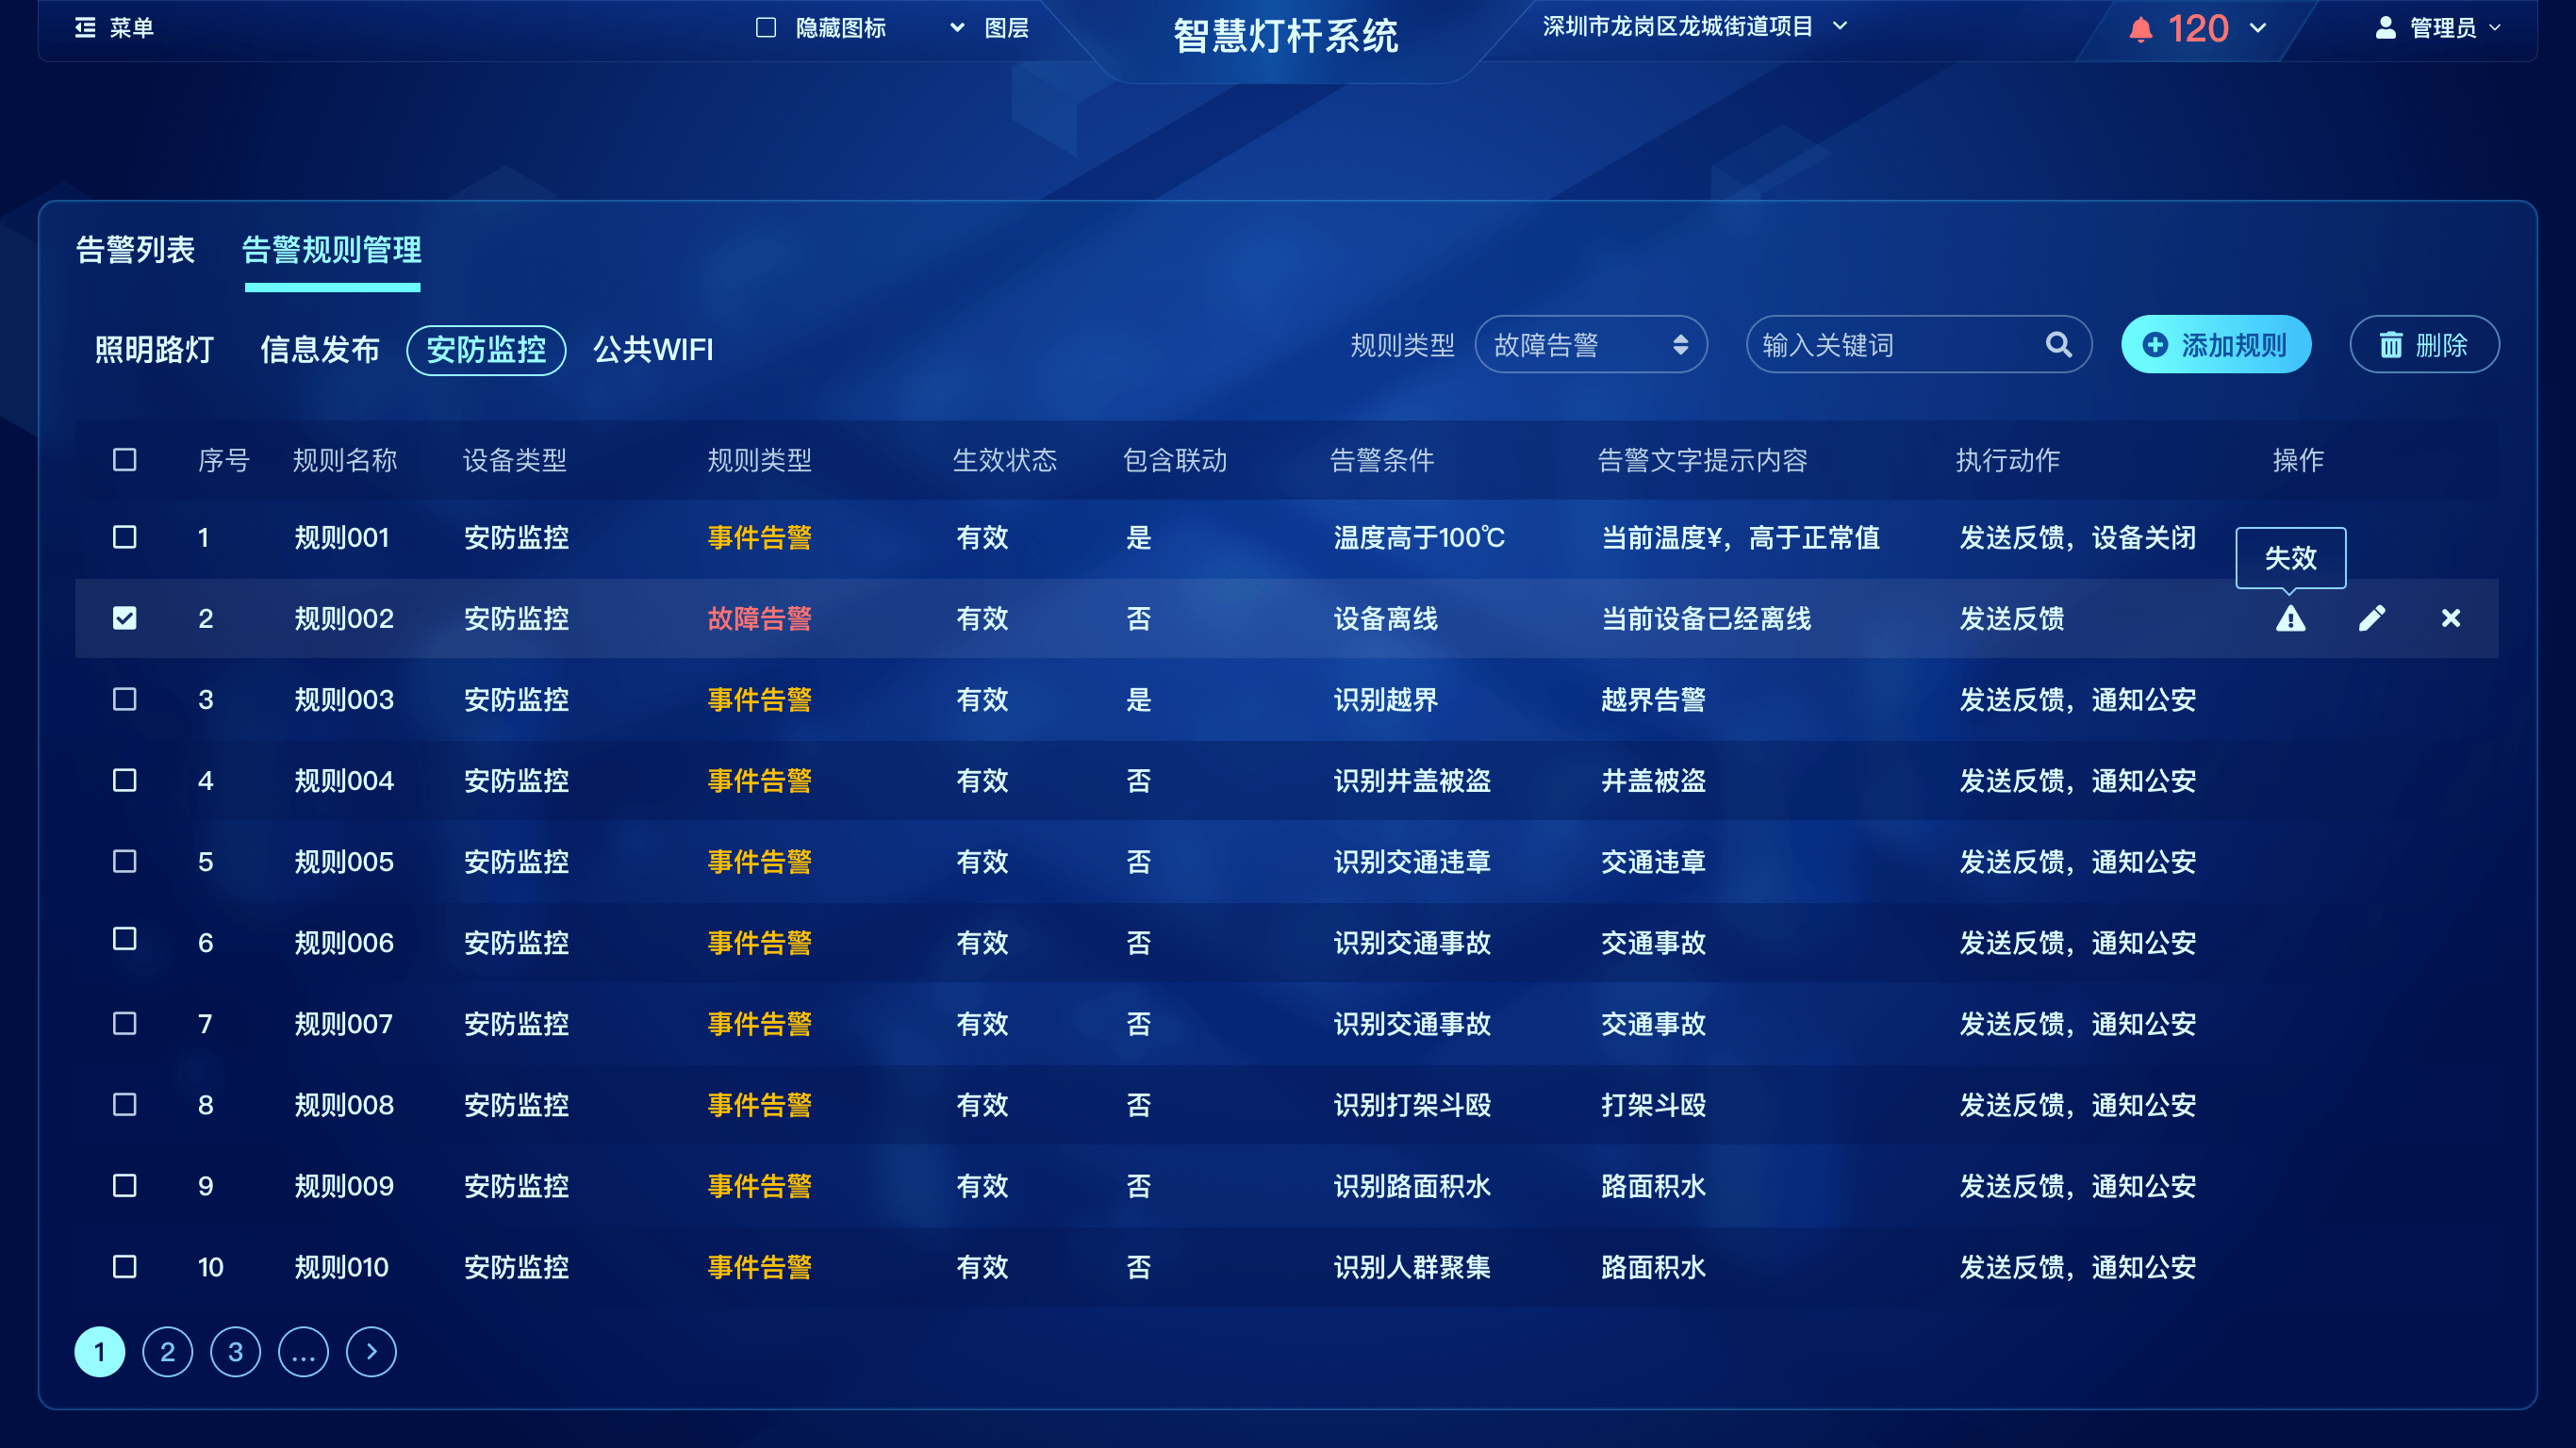 菜单 隐藏图标 图层 智慧灯杆系统 深圳市龙岗区龙城街道项目 120 管理员
告警列表 告警规则管理
照明路灯 信息发布 安防监控 公共WIFI 规则类型 故障告警 输入关键词 添加规则 删除
序号 规则名称 设备类型 规则类型 生效状态 包含联动 告警条件 告警文字提示内容 执行动作 操作
1 规则001 安防监控 事件告警 有效 是 温度高于100℃ 当前温度¥，高于正常值 发送反馈，设备关闭
失效
2 规则002 安防监控 故障告警 有效 否 设备离线 当前设备已经离线 发送反馈
3 规则003 安防监控 事件告警 有效 是 识别越界 越界告警 发送反馈，通知公安
4 规则004 安防监控 事件告警 有效 否 识别井盖被盗 井盖被盗 发送反馈，通知公安
5 规则005 安防监控 事件告警 有效 否 识别交通违章 交通违章 发送反馈，通知公安
6 规则006 安防监控 事件告警 有效 否 识别交通事故 交通事故 发送反馈，通知公安
7 规则007 安防监控 事件告警 有效 否 识别交通事故 交通事故 发送反馈，通知公安
8 规则008 安防监控 事件告警 有效 否 识别打架斗殴 打架斗殴 发送反馈，通知公安
9 规则009 安防监控 事件告警 有效 否 识别路面积水 路面积水 发送反馈，通知公安
10 规则010 安防监控 事件告警 有效 否 识别人群聚集 路面积水 发送反馈，通知公安
1 2 3 ...